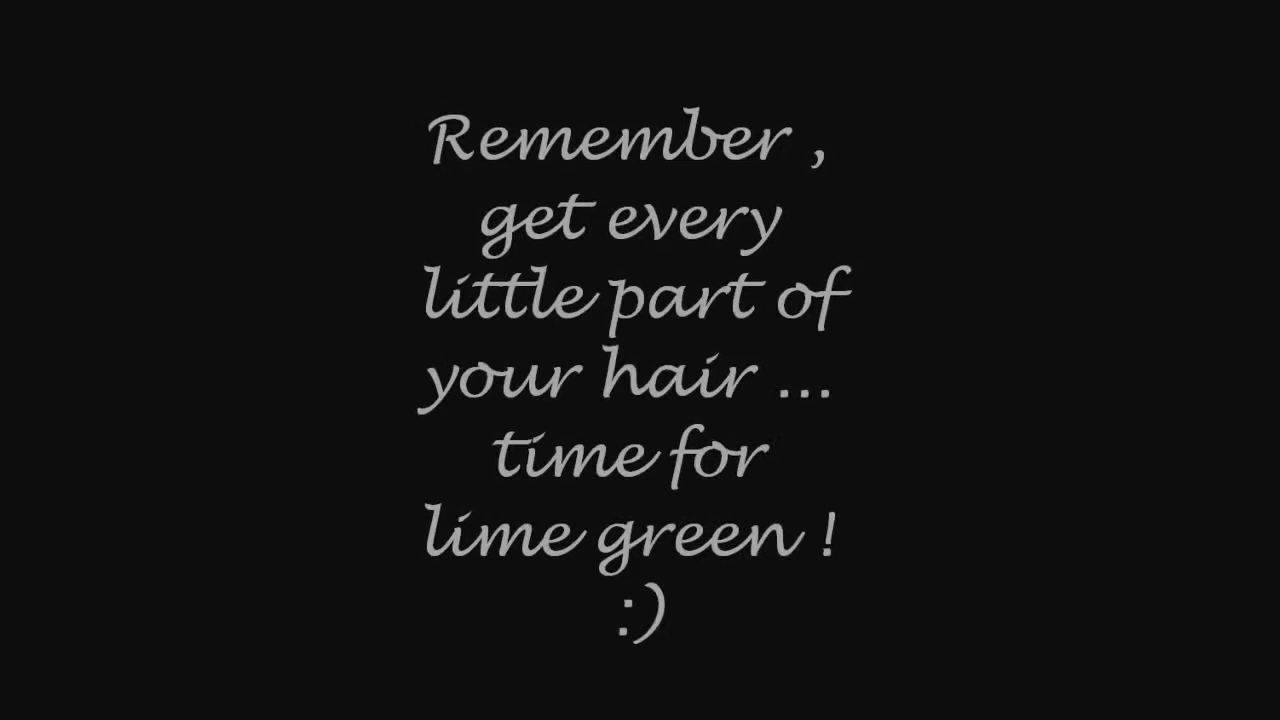 Remember ,
get every
little part of
your hair ...
time for
lime green !
:)